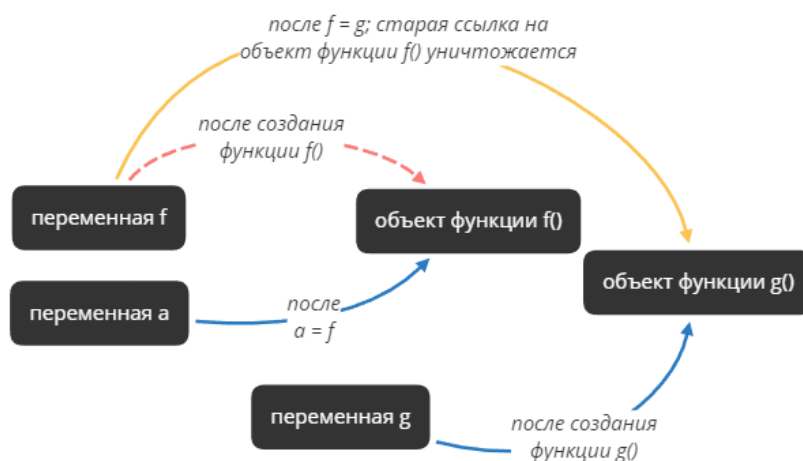 после f = g; старая ссылка на
объект функции f() уничтожается
после создания
функции f()
переменная f
объект функции f()
объект функции g()
переменная a
после
a = f
переменная g
после создания
функции g()